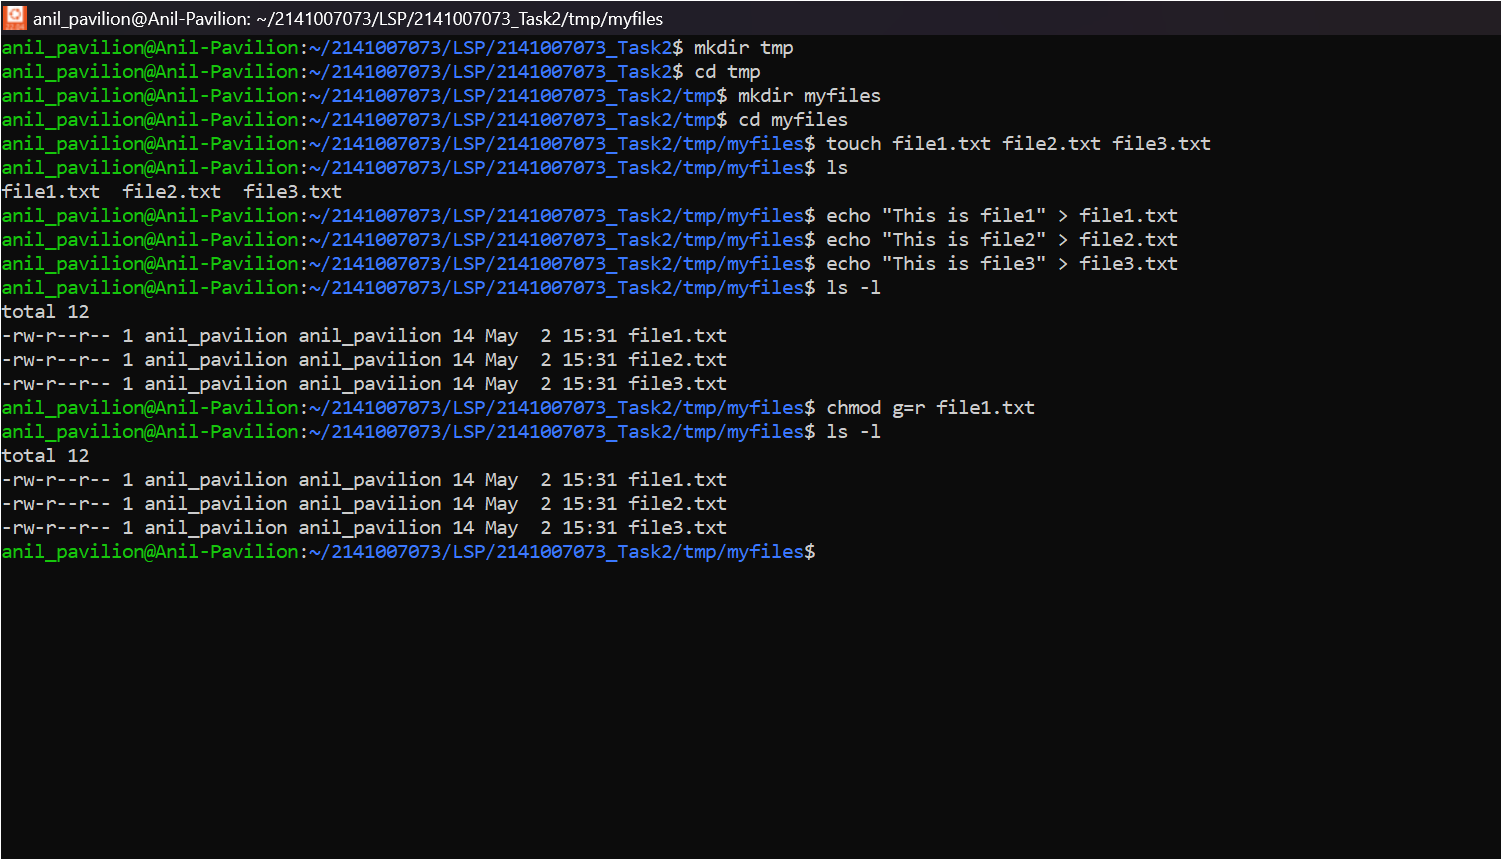 anil_pavilion@Anil-Pavilion: ~/2141007073/LSP/2141007073_Task2/tmp/myfiles
anil_pavilion@Anil-Pavilion:~/2141007073/LSP/2141007073_Task2$ mkdir tmp
anil_pavilion@Anil-Pavilion:~/2141007073/LSP/2141007073_Task2$ cd tmp
anil_pavilion@Anil-Pavilion:~/2141007073/LSP/2141007073_Task2/tmp$ mkdir myfiles
anil_pavilion@Anil-Pavilion:~/2141007073/LSP/2141007073_Task2/tmp$ cd myfiles
anil_pavilion@Anil-Pavilion:~/2141007073/LSP/2141007073_Task2/tmp/myfiles$ touch file1.txt file2.txt file3.txt
anil_pavilion@Anil-Pavilion:~/2141007073/LSP/2141007073_Task2/tmp/myfiles$ ls
file1.txt  file2.txt  file3.txt
anil_pavilion@Anil-Pavilion:~/2141007073/LSP/2141007073_Task2/tmp/myfiles$ echo "This is file1" > file1.txt
anil_pavilion@Anil-Pavilion:~/2141007073/LSP/2141007073_Task2/tmp/myfiles$ echo "This is file2" > file2.txt
anil_pavilion@Anil-Pavilion:~/2141007073/LSP/2141007073_Task2/tmp/myfiles$ echo "This is file3" > file3.txt
anil_pavilion@Anil-Pavilion:~/2141007073/LSP/2141007073_Task2/tmp/myfiles$ ls -l
total 12
-rw-r--r-- 1 anil_pavilion anil_pavilion 14 May  2 15:31 file1.txt
-rw-r--r-- 1 anil_pavilion anil_pavilion 14 May  2 15:31 file2.txt
-rw-r--r-- 1 anil_pavilion anil_pavilion 14 May  2 15:31 file3.txt
anil_pavilion@Anil-Pavilion:~/2141007073/LSP/2141007073_Task2/tmp/myfiles$ chmod g=r file1.txt
anil_pavilion@Anil-Pavilion:~/2141007073/LSP/2141007073_Task2/tmp/myfiles$ ls -l
total 12
-rw-r--r-- 1 anil_pavilion anil_pavilion 14 May  2 15:31 file1.txt
-rw-r--r-- 1 anil_pavilion anil_pavilion 14 May  2 15:31 file2.txt
-rw-r--r-- 1 anil_pavilion anil_pavilion 14 May  2 15:31 file3.txt
anil_pavilion@Anil-Pavilion:~/2141007073/LSP/2141007073_Task2/tmp/myfiles$